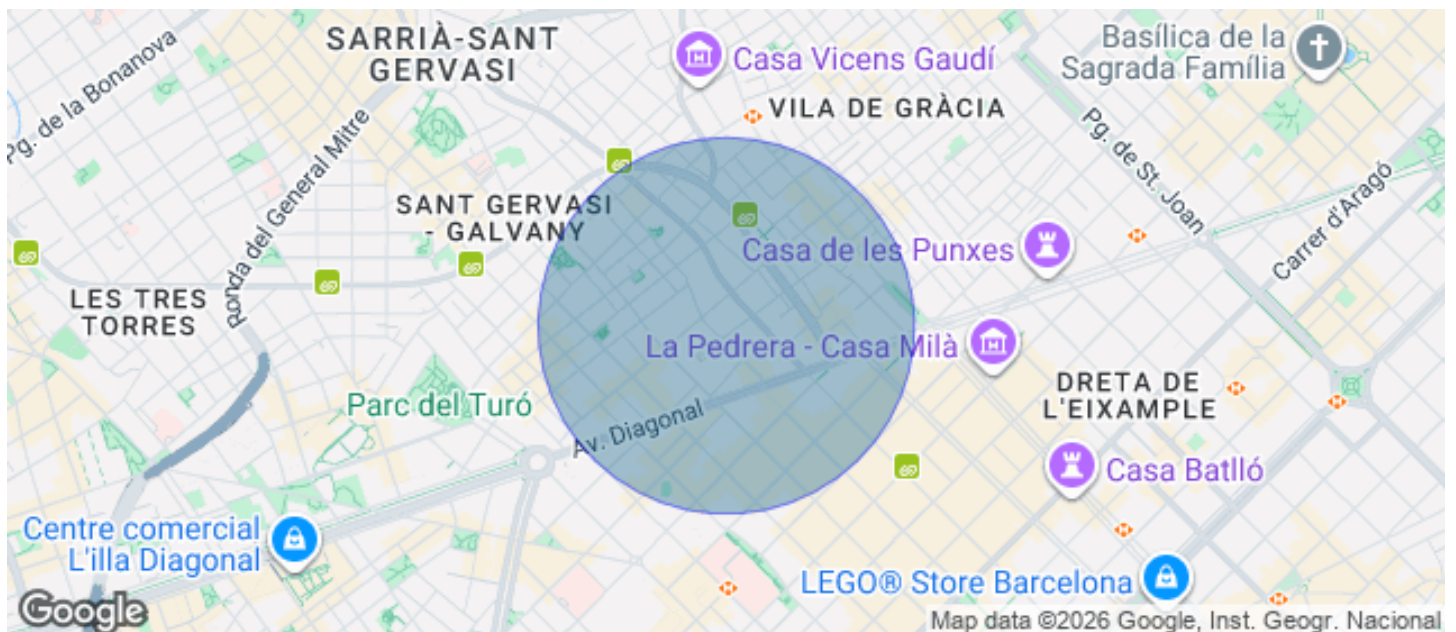 SARRIÀ-SANT
GERVASI
Casa Vicens Gaudí
Basílica de la
Sagrada Família
Pg. de la Bonanova
VILA DE GRÀCIA
Ronda del General Mitre
Pg. de St. Joan
Carrer d'Aragó
SANT GERVASI
- GALVANY
Casa de les Punxes
LES TRES
TORRES
La Pedrera - Casa Milà
DRETA DE
L'EIXAMPLE
Parc del Turó
Av. Diagonal
Casa Batlló
Centre comercial
L'illa Diagonal
LEGO® Store Barcelona
Google
Map data ©2026 Google, Inst. Geogr. Nacional